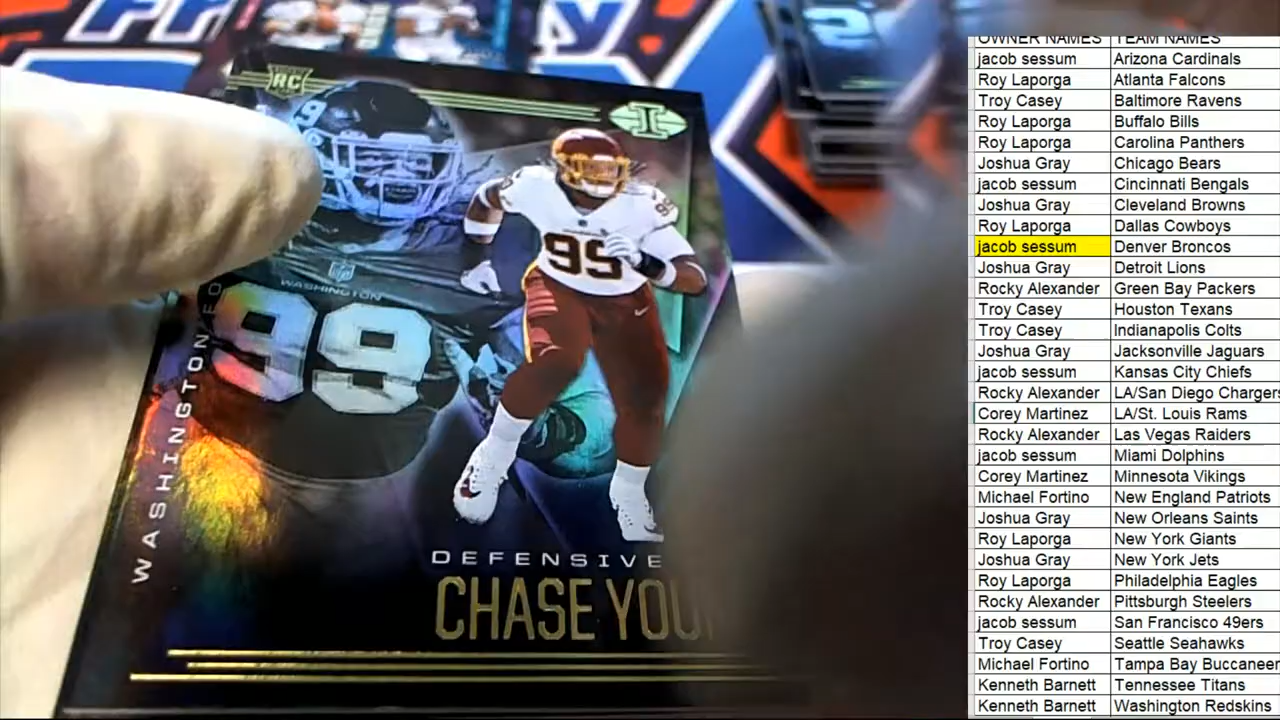 RC
I
99
99
WASHINGTON
99
WASHINGTON
DEFENSIVE
CHASE YOU
OWNER NAMES TEAM NAMES
jacob sessum Arizona Cardinals
Roy Laporga Atlanta Falcons
Troy Casey Baltimore Ravens
Roy Laporga Buffalo Bills
Roy Laporga Carolina Panthers
Joshua Gray Chicago Bears
jacob sessum Cincinnati Bengals
Joshua Gray Cleveland Browns
Roy Laporga Dallas Cowboys
jacob sessum Denver Broncos
Joshua Gray Detroit Lions
Rocky Alexander Green Bay Packers
Troy Casey Houston Texans
Troy Casey Indianapolis Colts
Joshua Gray Jacksonville Jaguars
jacob sessum Kansas City Chiefs
Rocky Alexander LA/San Diego Chargers
Corey Martinez LA/St. Louis Rams
Rocky Alexander Las Vegas Raiders
jacob sessum Miami Dolphins
Corey Martinez Minnesota Vikings
Michael Fortino New England Patriots
Joshua Gray New Orleans Saints
Roy Laporga New York Giants
Joshua Gray New York Jets
Roy Laporga Philadelphia Eagles
Rocky Alexander Pittsburgh Steelers
jacob sessum San Francisco 49ers
Troy Casey Seattle Seahawks
Michael Fortino Tampa Bay Buccaneer
Kenneth Barnett Tennessee Titans
Kenneth Barnett Washington Redskins